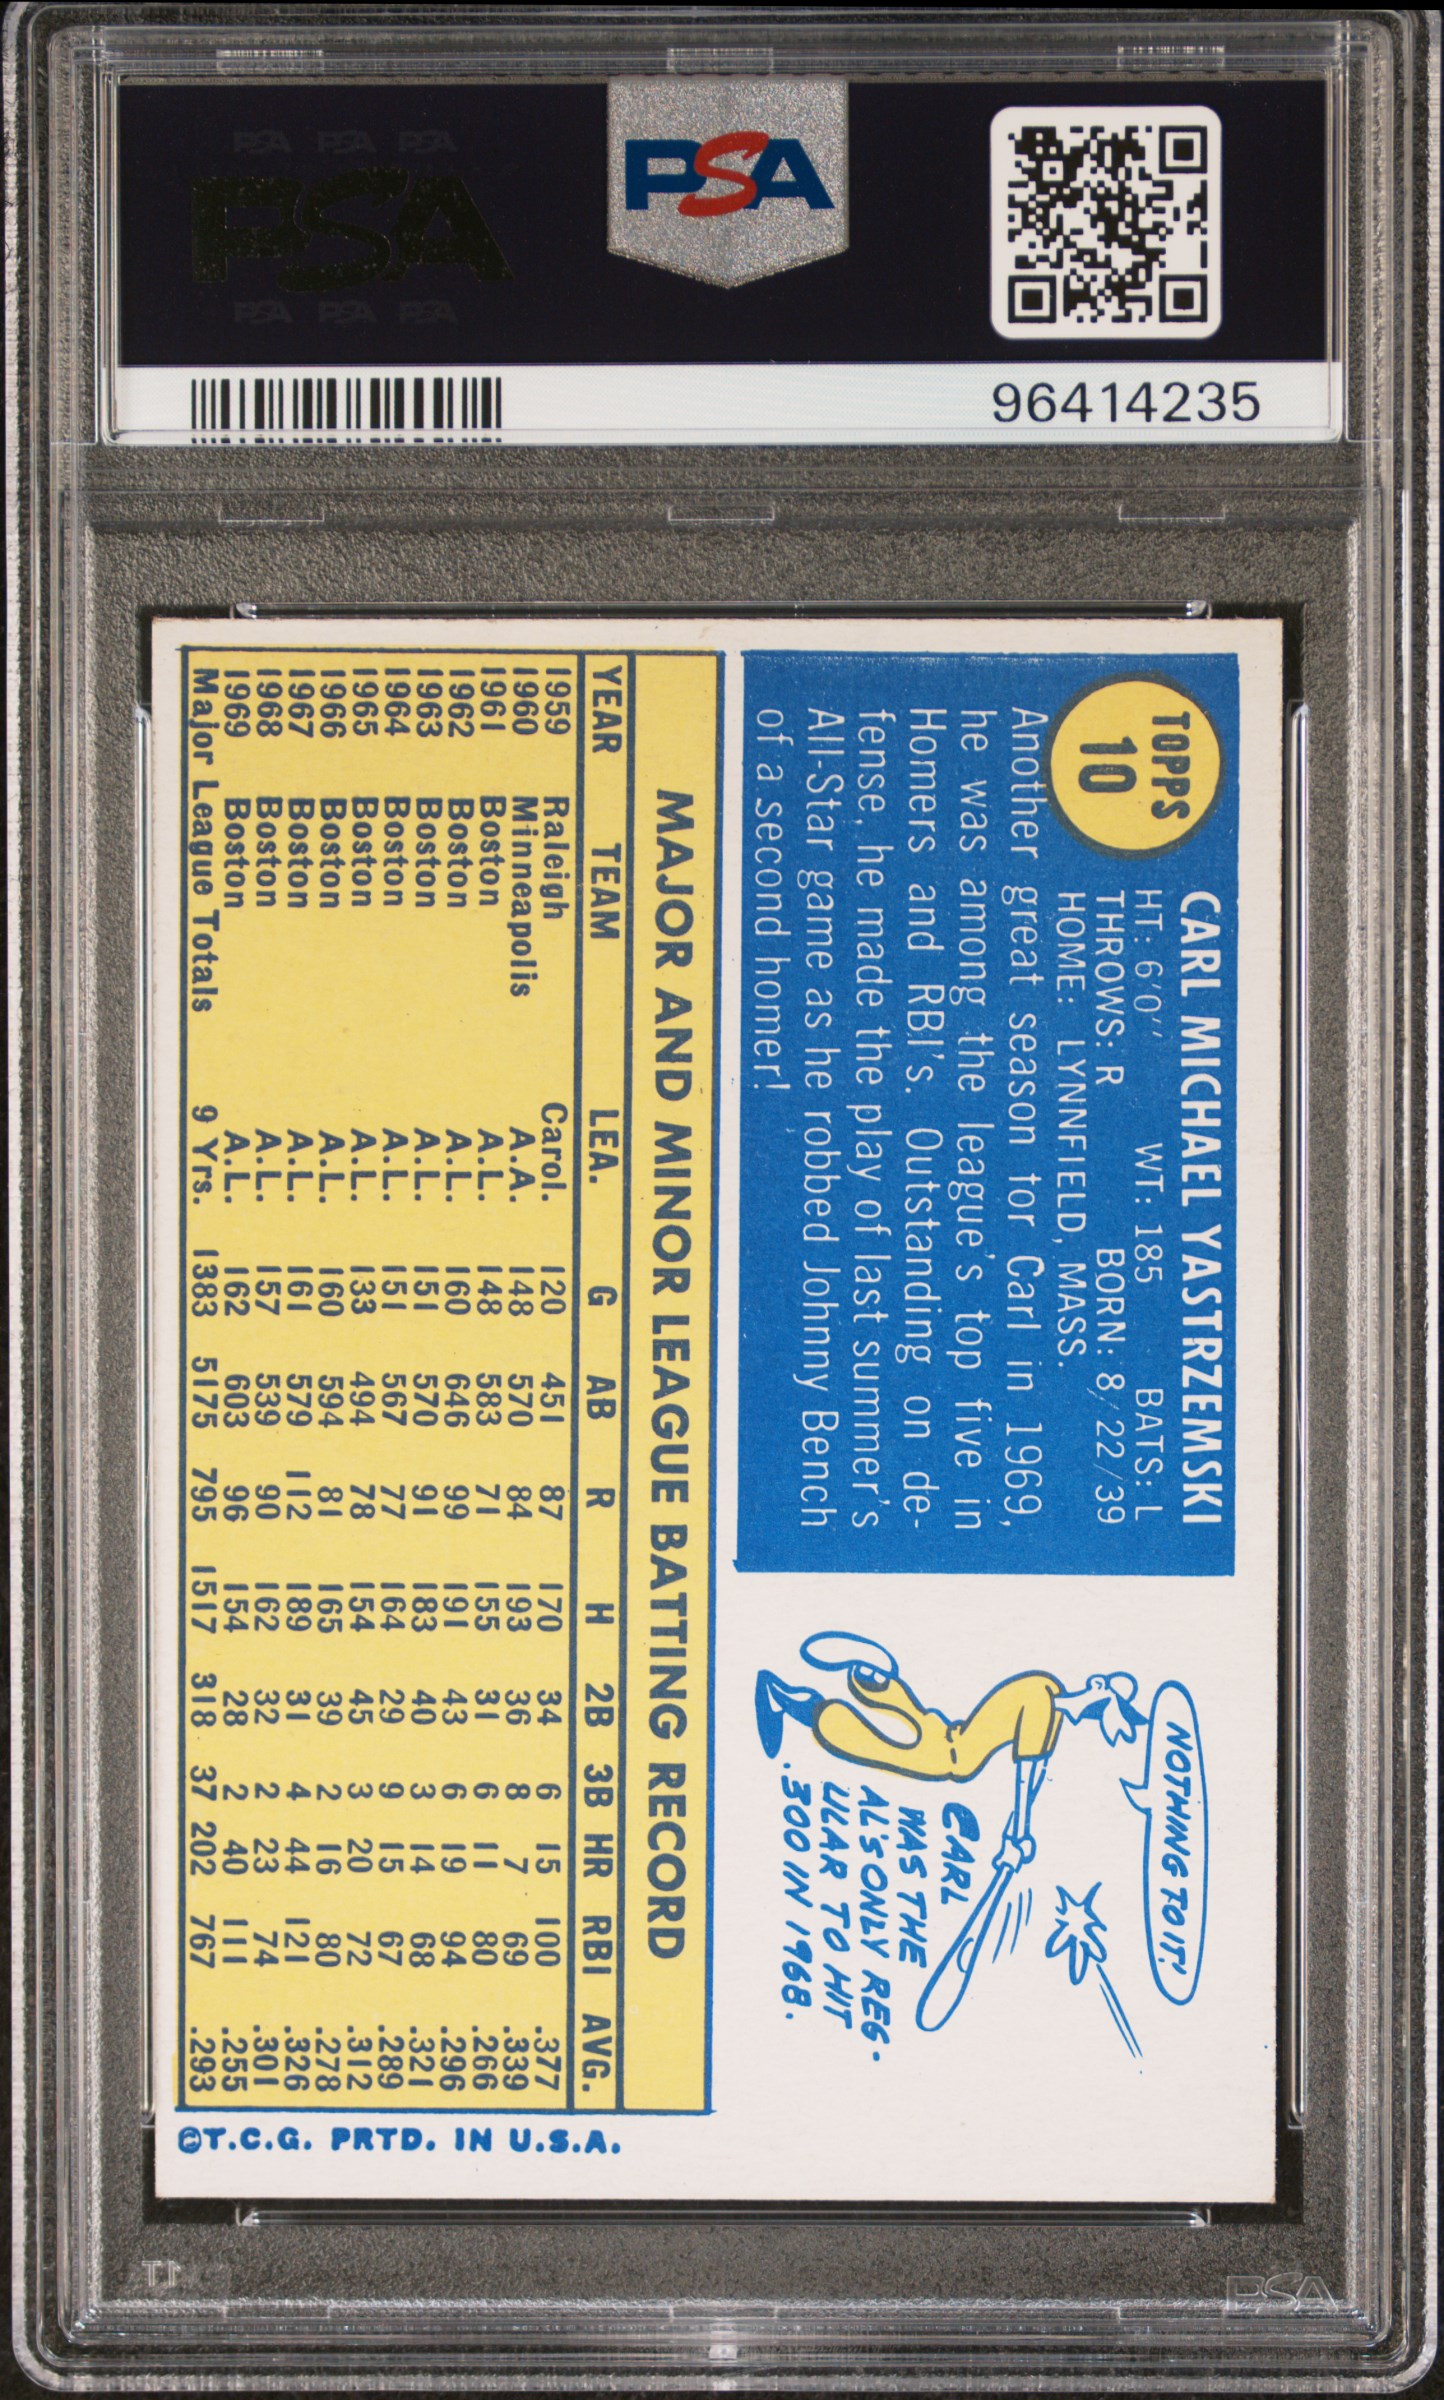 PSA PSA PSA
PSA
PSA PSA PSA
PSA
96414235
TOPPS
10
CARL MICHAEL YASTRZEMSKI
HT: 6'0" WT: 185 BATS: L
THROWS: R BORN: 8/22/39
HOME: LYNNFIELD, MASS.
Another great season for Carl in 1969,
he was among the league's top five in
Homers and RBI's. Outstanding on de-
fense, he made the play of last summer's
All-Star game as he robbed Johnny Bench
of a second homer!
NOTHING TO IT!
CARL
WAS THE
AL'S ONLY REG-
ULAR TO HIT
.300 IN 1968.
MAJOR AND MINOR LEAGUE BATTING RECORD
YEAR TEAM LEA. G AB R H 2B 3B HR RBI AVG.
1959 Raleigh Carol. 120 451 87 170 34 6 15 100 .377
1960 Minneapolis A.A. 148 570 84 193 36 8 7 69 .339
1961 Boston A.L. 148 583 71 155 31 6 11 80 .266
1962 Boston A.L. 160 646 99 191 43 6 19 94 .296
1963 Boston A.L. 151 570 91 183 40 3 14 68 .321
1964 Boston A.L. 151 567 77 164 29 9 15 67 .289
1965 Boston A.L. 133 494 78 154 45 3 20 72 .312
1966 Boston A.L. 160 594 81 165 39 2 16 80 .278
1967 Boston A.L. 161 579 112 189 31 4 44 121 .326
1968 Boston A.L. 157 539 90 162 32 2 23 74 .301
1969 Boston A.L. 162 603 96 154 28 2 40 111 .255
Major League Totals 9 Yrs. 1383 5175 795 1517 318 37 202 767 .293
©T.C.G. PRTD. IN U.S.A.
PSA